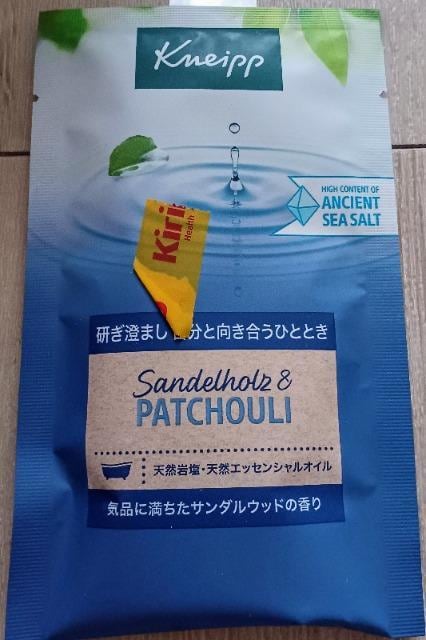 Kneipp
HIGH CONTENT OF
ANCIENT
SEA SALT
Kiri
Health
研ぎ澄まし 分と向き合うひととき
Sandelholz &
PATCHOULI
天然岩塩・天然エッセンシャルオイル
気品に満ちたサンダルウッドの香り